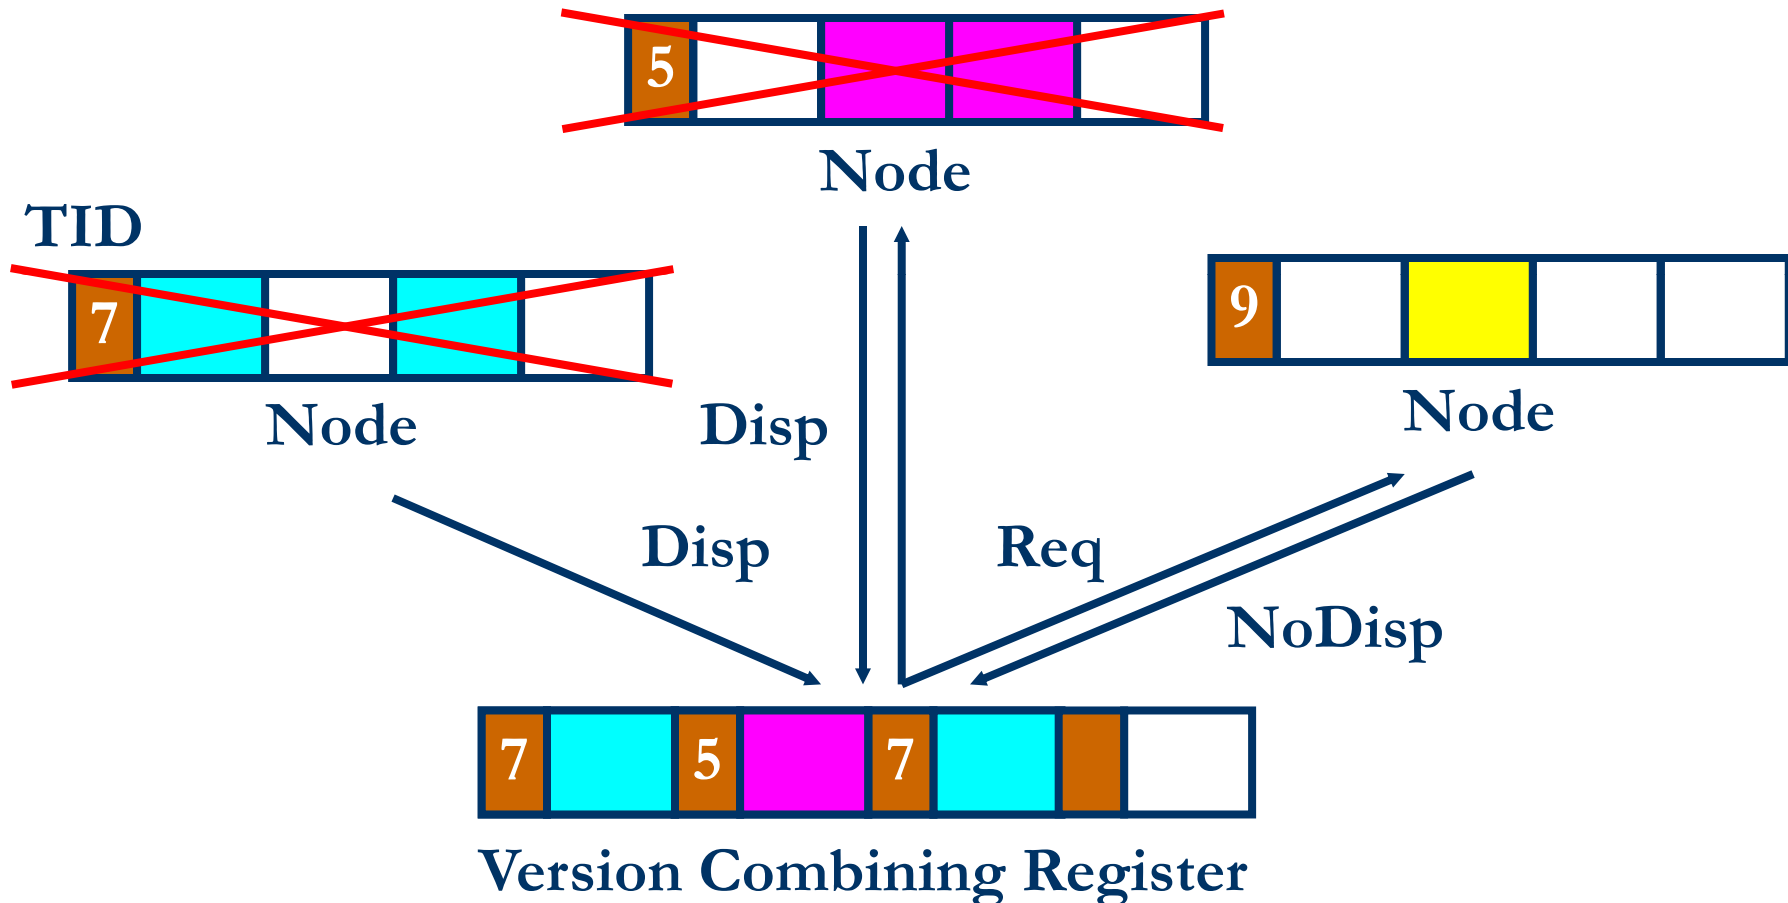 5
Node
TID
7
Node
9
Node
Disp
Disp
Req
NoDisp
7 5 7
Version Combining Register